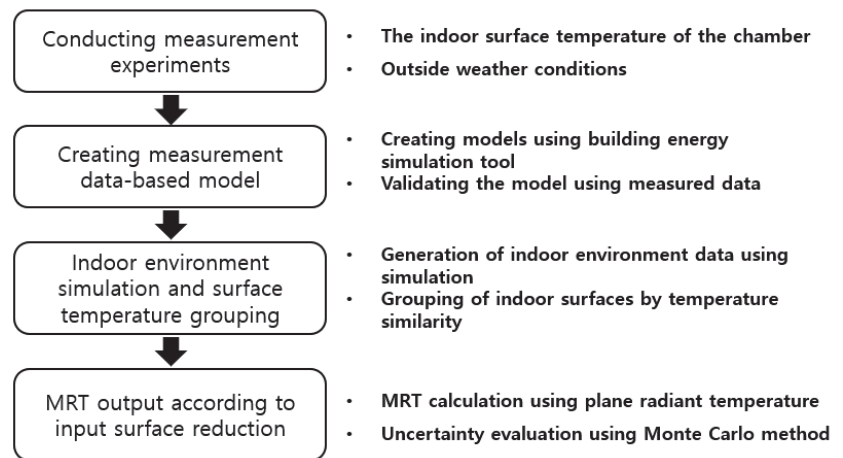 Conducting measurement
experiments
• The indoor surface temperature of the chamber
• Outside weather conditions
Creating measurement
data-based model
• Creating models using building energy
simulation tool
• Validating the model using measured data
Indoor environment
simulation and surface
temperature grouping
• Generation of indoor environment data using
simulation
• Grouping of indoor surfaces by temperature
similarity
MRT output according to
input surface reduction
• MRT calculation using plane radiant temperature
• Uncertainty evaluation using Monte Carlo method